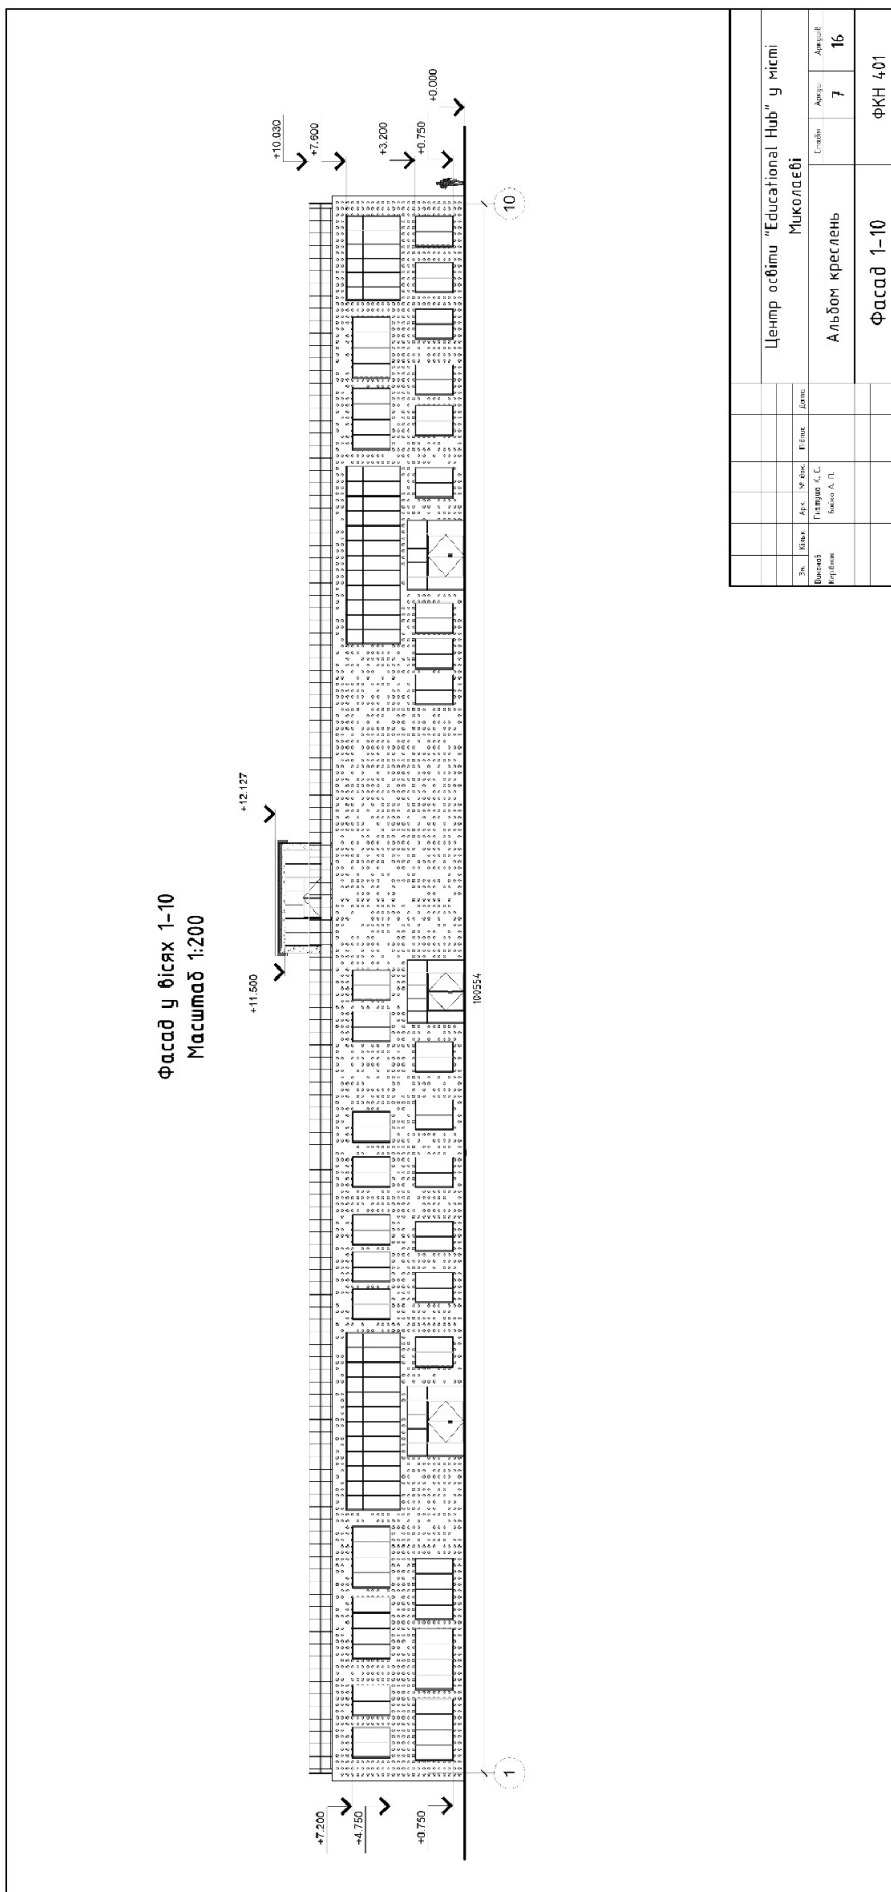 Фасад у вісях 1-10
Масштаб 1:200
+12.127
+11.500
+10.030
+7.600
+3.200
+0.750
+0.000
+7.200
+4.750
+0.750
100554
1
10
Центр освіти "Educational Hub" у місті
Миколаєві
Зм. Кільк. Арк. № док. Підпис Дата
Виконав
Керівник
Альбом креслень
Стадія Аркуш Аркушів
7 16
Фасад 1-10
ФКН 401